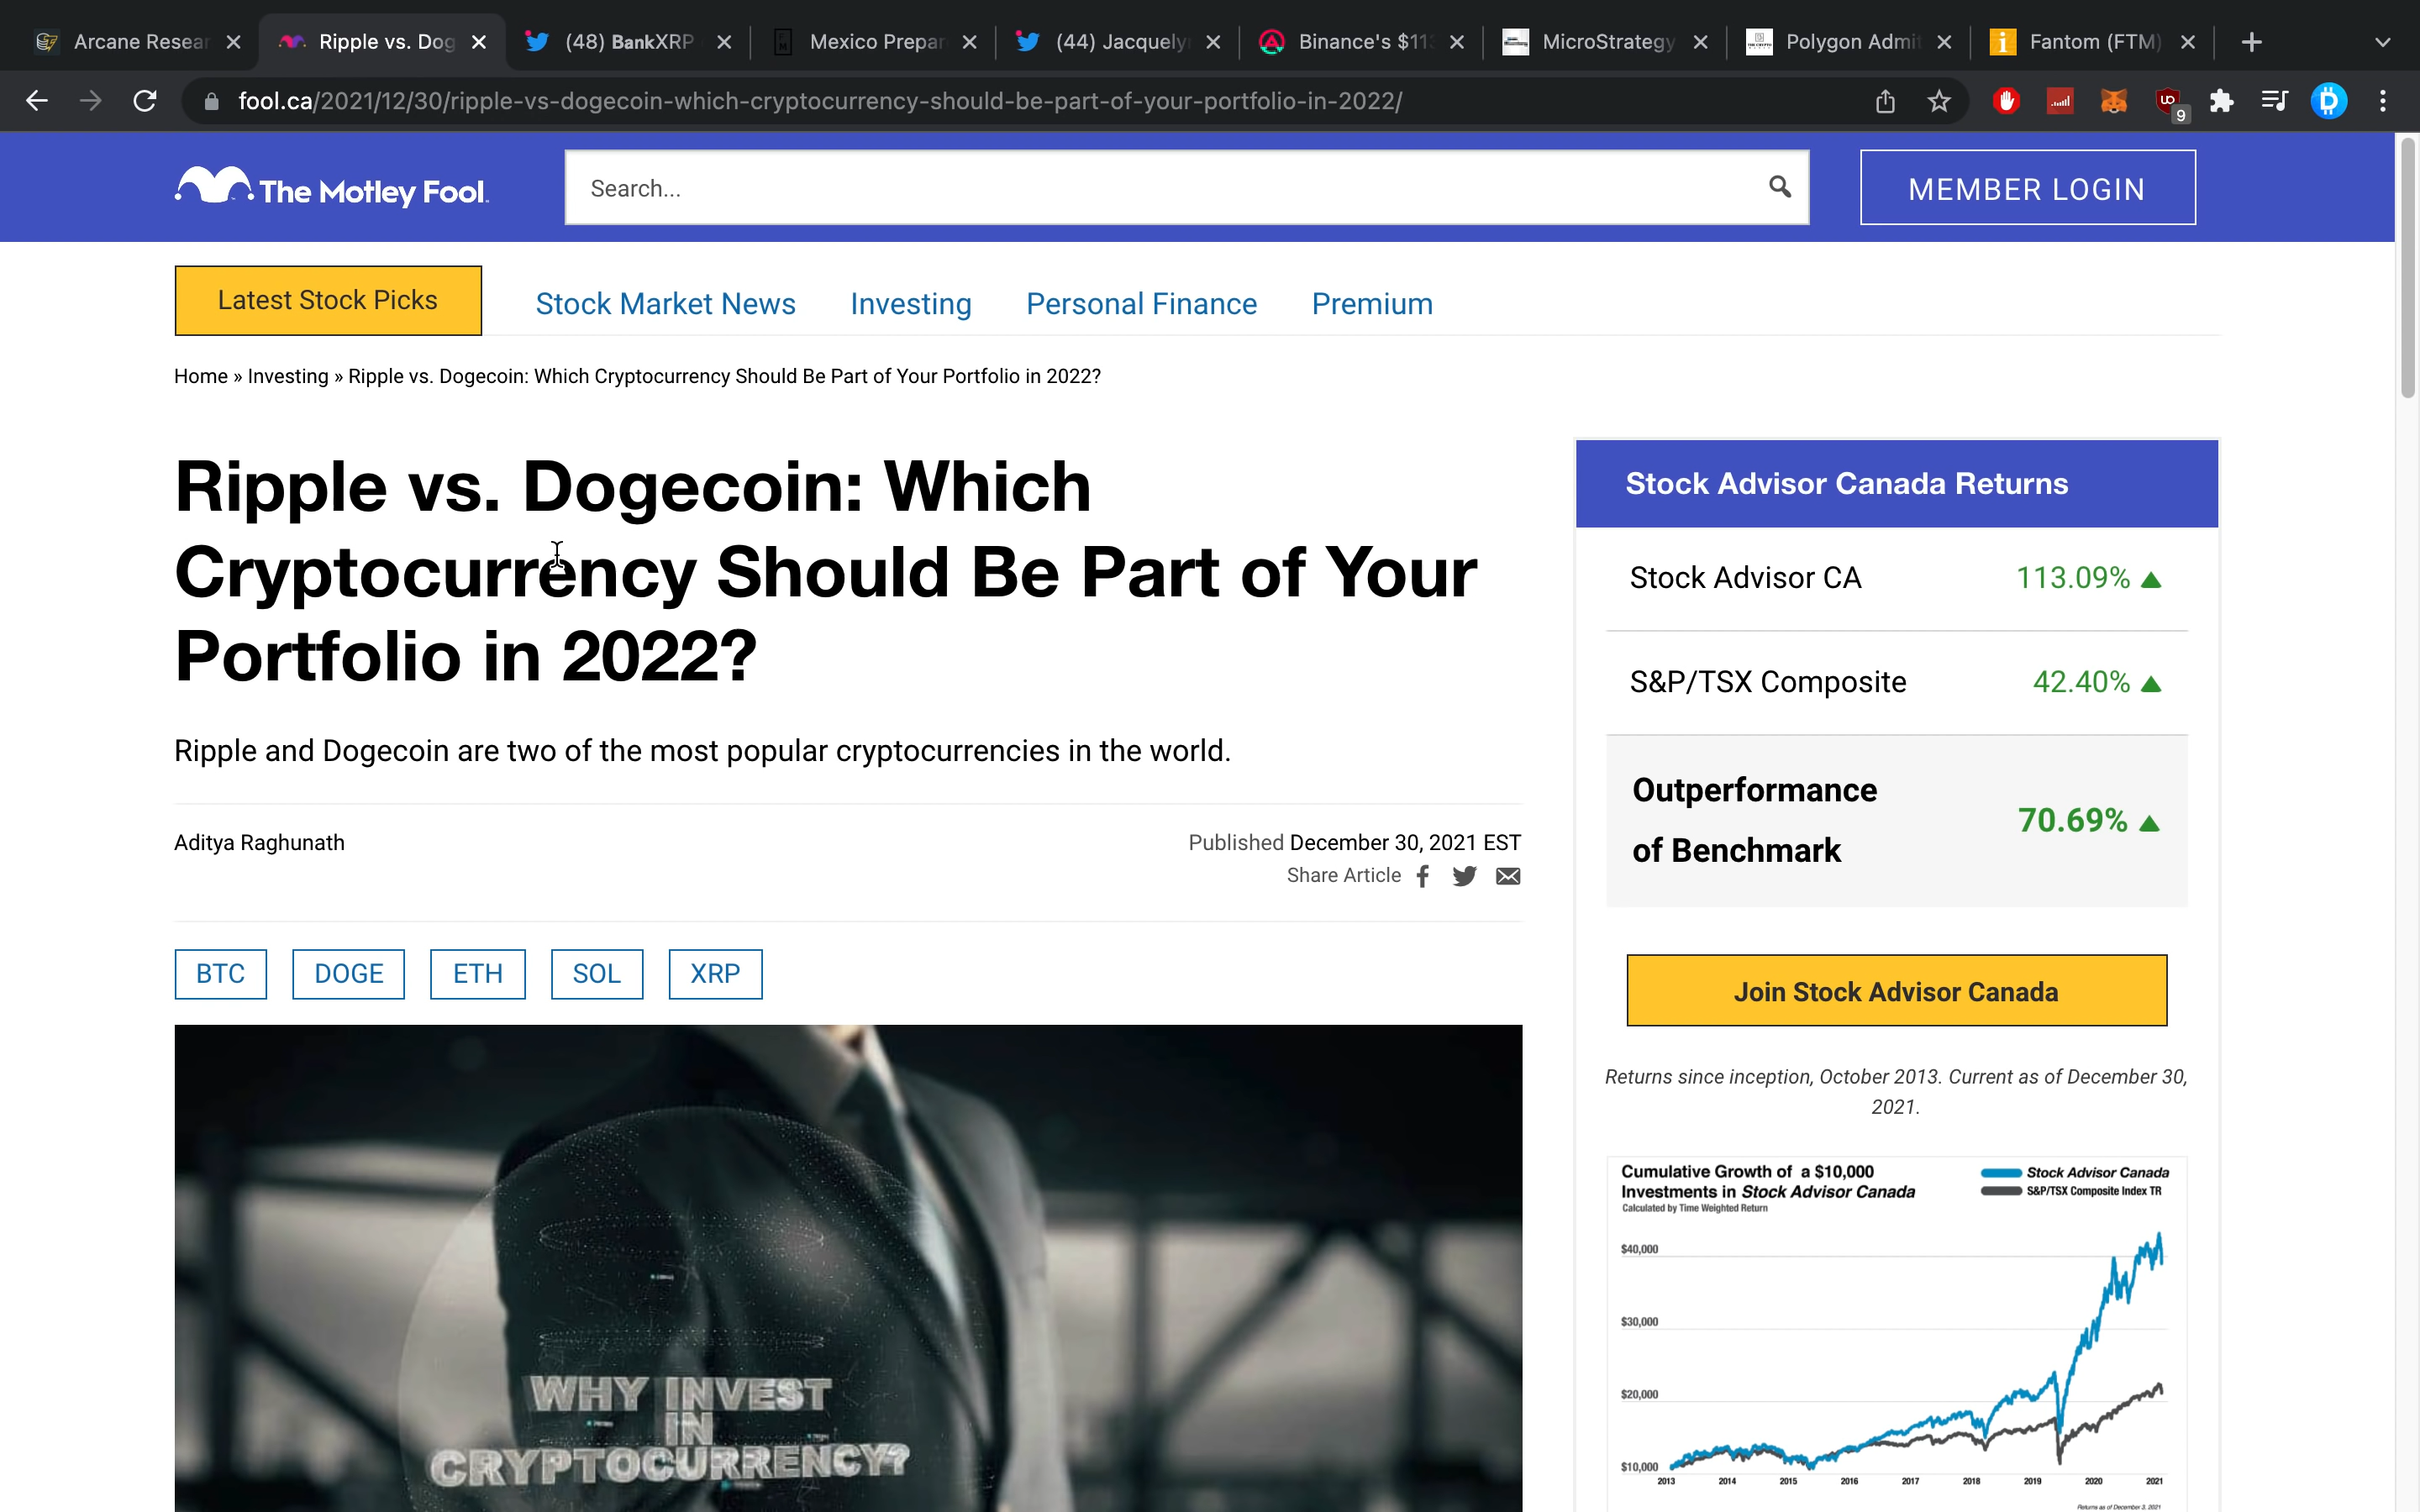 Arcane Resear
Ripple vs. Dog
(48) BankXRP
Mexico Prepar
(44) Jacquely
Binance's $11
MicroStrategy
Polygon Admit
Fantom (FTM)
fool.ca/2021/12/30/ripple-vs-dogecoin-which-cryptocurrency-should-be-part-of-your-portfolio-in-2022/
9
The Motley Fool.
Search...
MEMBER LOGIN
Latest Stock Picks
Stock Market News
Investing
Personal Finance
Premium
Home » Investing » Ripple vs. Dogecoin: Which Cryptocurrency Should Be Part of Your Portfolio in 2022?
Ripple vs. Dogecoin: Which
Cryptocurrency Should Be Part of Your
Portfolio in 2022?
Ripple and Dogecoin are two of the most popular cryptocurrencies in the world.
Aditya Raghunath
Published December 30, 2021 EST
Share Article
BTC
DOGE
ETH
SOL
XRP
WHY INVEST
IN
CRYPTOCURRENCY?
Stock Advisor Canada Returns
Stock Advisor CA 113.09%
S&P/TSX Composite 42.40%
Outperformance
of Benchmark
70.69%
Join Stock Advisor Canada
Returns since inception, October 2013. Current as of December 30,
2021.
Cumulative Growth of a $10,000
Investments in Stock Advisor Canada
Calculated by Time Weighted Return
Stock Advisor Canada
S&P/TSX Composite Index TR
$40,000
$30,000
$20,000
$10,000
2013 2014 2015 2016 2017 2018 2019 2020 2021
Returns as of December 3, 2021